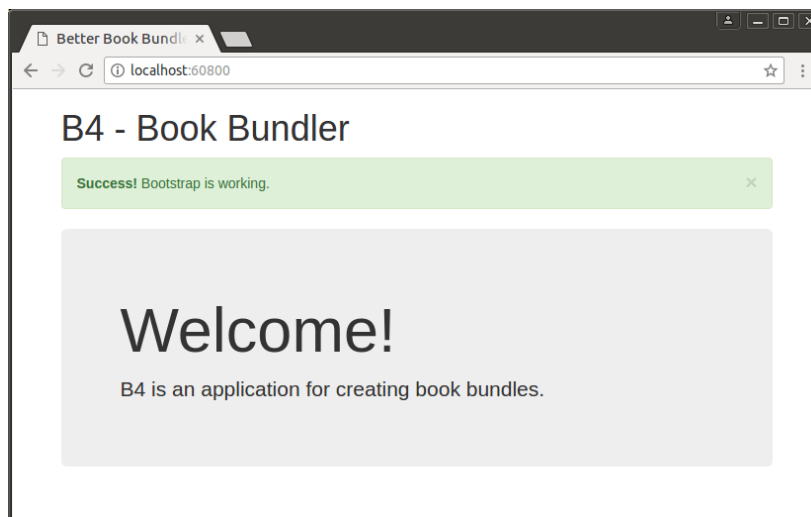 Better Book Bundl
localhost:60800
B4 - Book Bundler
Success! Bootstrap is working.
Welcome!
B4 is an application for creating book bundles.